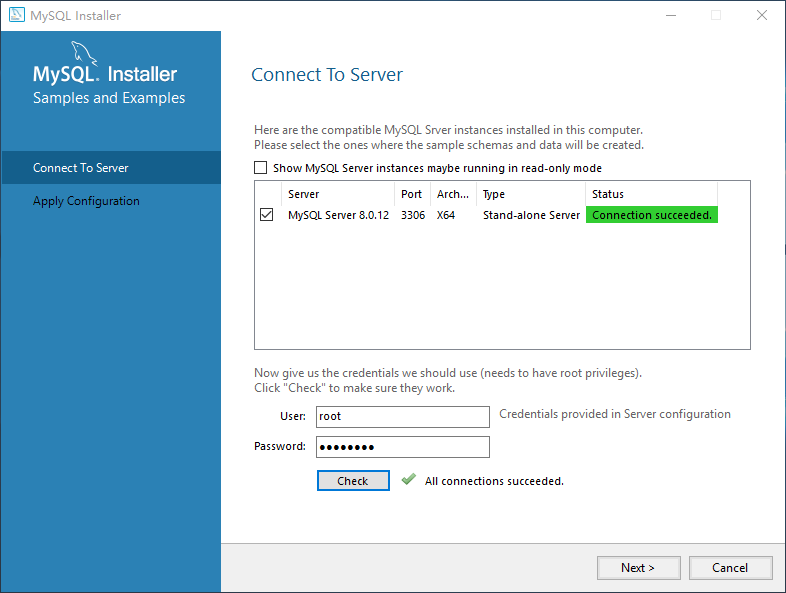 MySQL Installer
MySQL. Installer
Samples and Examples
Connect To Server
Apply Configuration
Connect To Server
Here are the compatible MySQL Srver instances installed in this computer.
Please select the ones where the sample schemas and data will be created.
Show MySQL Server instances maybe running in read-only mode
Server Port Arch... Type Status
MySQL Server 8.0.12 3306 X64 Stand-alone Server Connection succeeded.
Now give us the credentials we should use (needs to have root privileges).
Click "Check" to make sure they work.
User: root Credentials provided in Server configuration
Password: ●●●●●●●●
Check All connections succeeded.
Next > Cancel